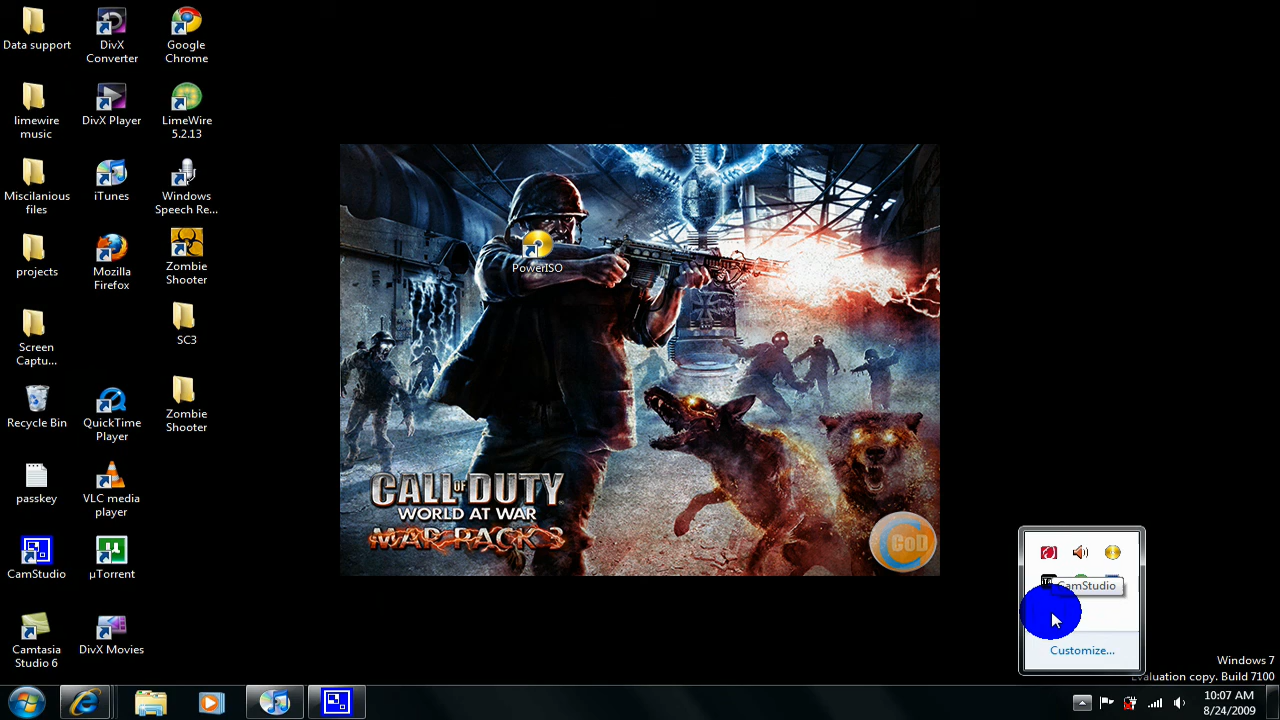 Data support
DivX
Converter
Google
Chrome
limewire
music
DivX Player
LimeWire
5.2.13
Miscilanious
files
iTunes
Windows
Speech Re...
projects
Mozilla
Firefox
Zombie
Shooter
Screen
Captu...
SC3
Recycle Bin
QuickTime
Player
Zombie
Shooter
passkey
VLC media
player
CamStudio
µTorrent
Camtasia
Studio 6
DivX Movies
PowerISO
CALL OF DUTY
WORLD AT WAR
MAP PACK 3
CoD
CamStudio
Customize...
Windows 7
Evaluation copy. Build 7100
10:07 AM
8/24/2009